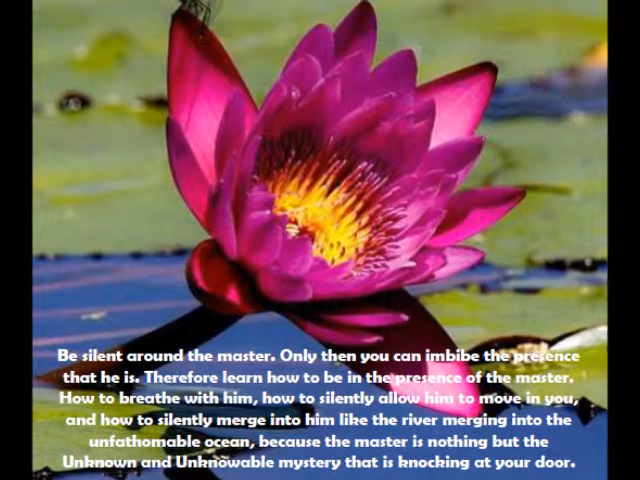 Be silent around the master. Only then you can imbibe the presence
that he is. Therefore learn how to be in the presence of the master.
How to breathe with him, how to silently allow him to move in you,
and how to silently merge into him like the river merging into the
unfathomable ocean, because the master is nothing but the
Unknown and Unknowable mystery that is knocking at your door.